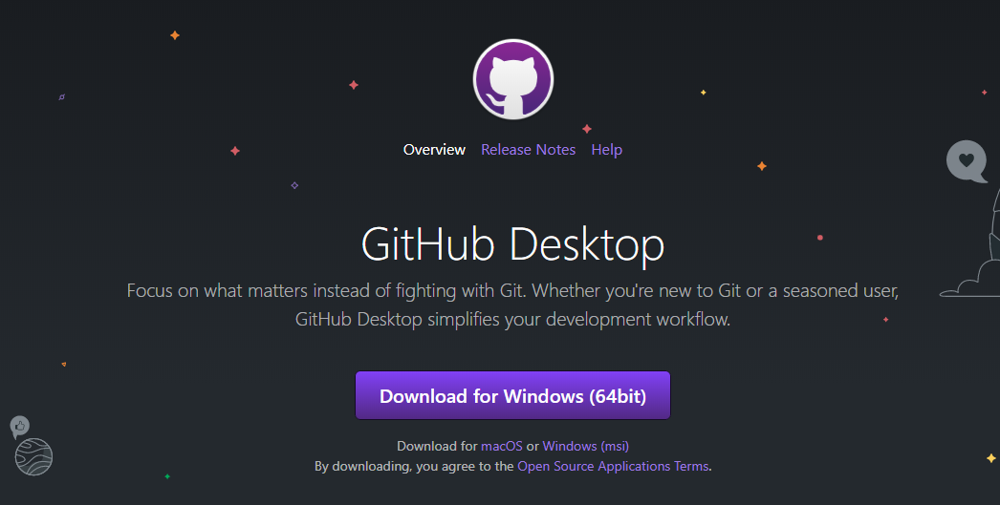 Overview Release Notes Help
GitHub Desktop
Focus on what matters instead of fighting with Git. Whether you're new to Git or a seasoned user,
GitHub Desktop simplifies your development workflow.
Download for Windows (64bit)
Download for macOS or Windows (msi)
By downloading, you agree to the Open Source Applications Terms.